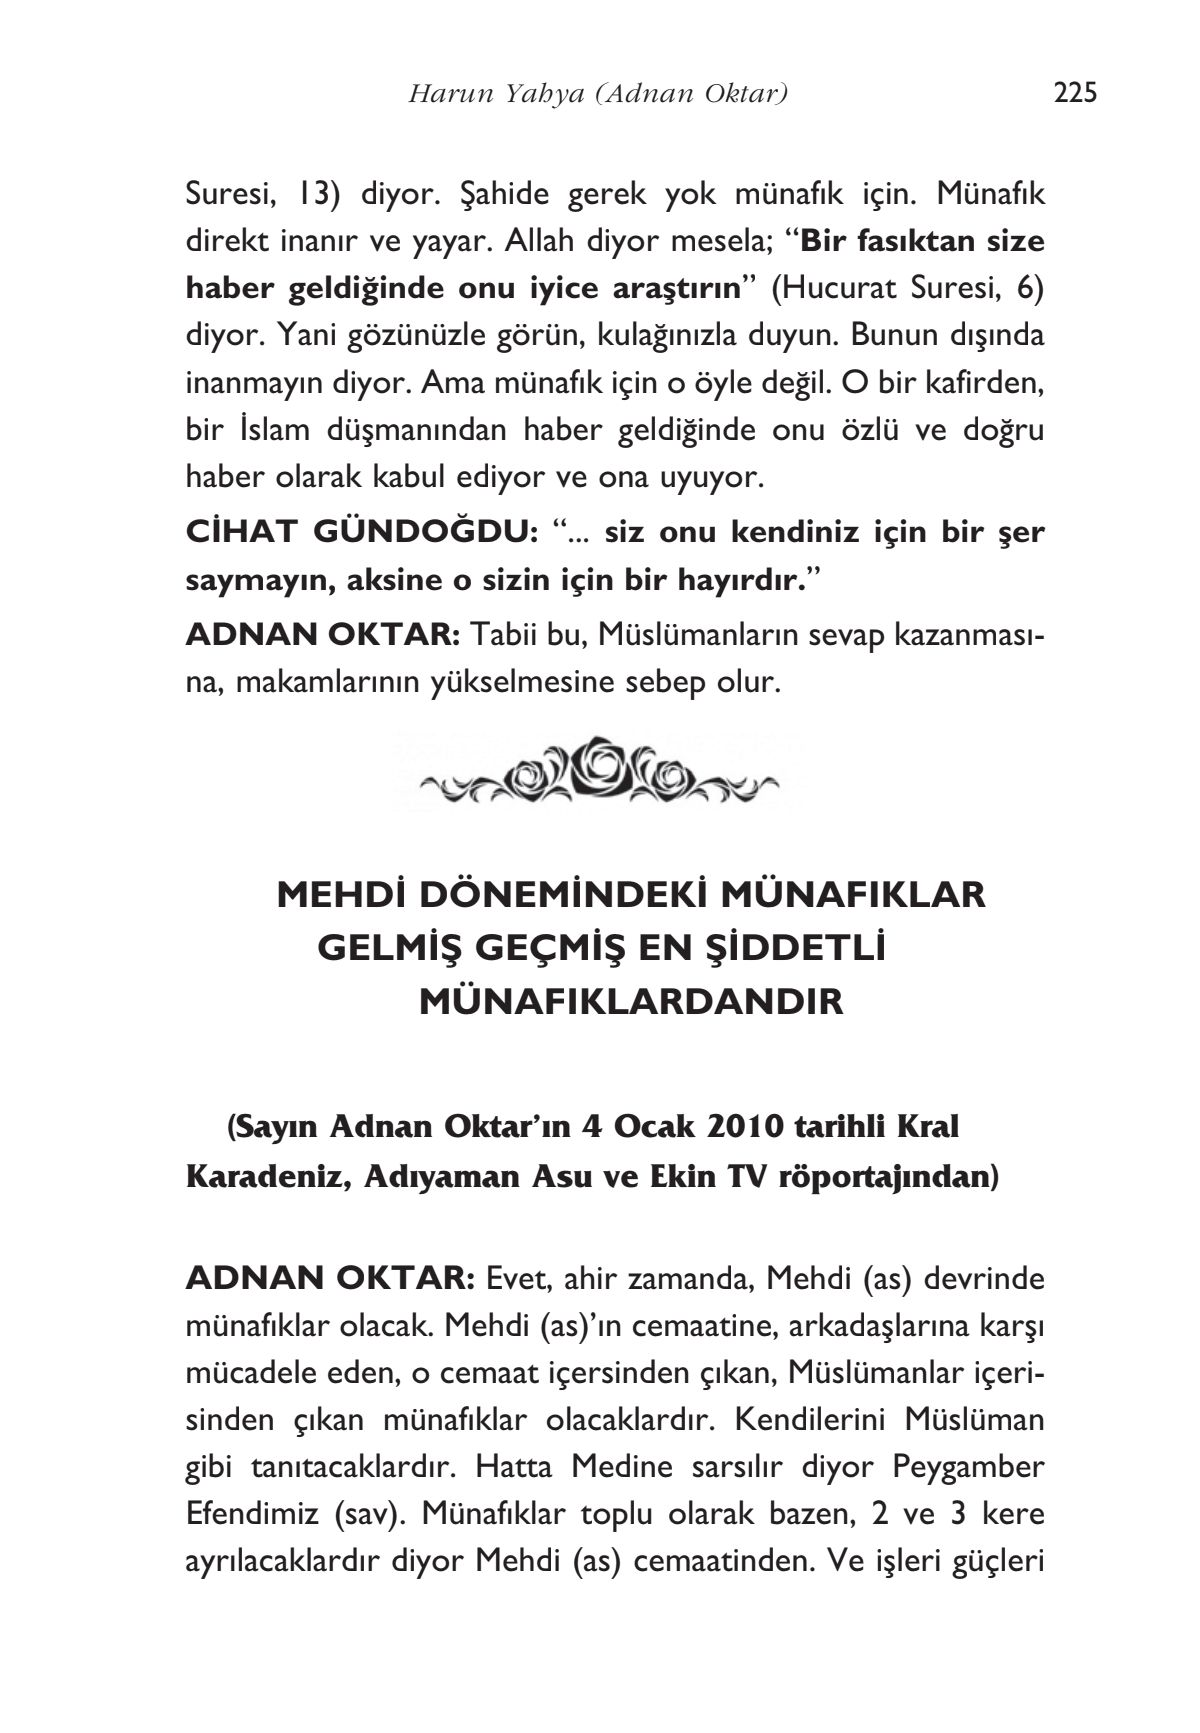 Harun Yahya (Adnan Oktar)
225
Suresi, 13) diyor. Şahide gerek yok münafık için. Münafık
direkt inanır ve yayar. Allah diyor mesela; “Bir fasıktan size
haber geldiğinde onu iyice araştırın” (Hucurat Suresi, 6)
diyor. Yani gözünüzle görün, kulağınızla duyun. Bunun dışında
inanmayın diyor. Ama münafık için o öyle değil. O bir kafirden,
bir İslam düşmanından haber geldiğinde onu özlü ve doğru
haber olarak kabul ediyor ve ona uyuyor.
CİHAT GÜNDOĞDU: “... siz onu kendiniz için bir şer
saymayın, aksine o sizin için bir hayırdır.”
ADNAN OKTAR: Tabii bu, Müslümanların sevap kazanması-
na, makamlarının yükselmesine sebep olur.
MEHDİ DÖNEMİNDEKİ MÜNAFIKLAR
GELMİŞ GEÇMİŞ EN ŞİDDETLİ
MÜNAFIKLARDANDIR
(Sayın Adnan Oktar’ın 4 Ocak 2010 tarihli Kral
Karadeniz, Adıyaman Asu ve Ekin TV röportajından)
ADNAN OKTAR: Evet, ahir zamanda, Mehdi (as) devrinde
münafıklar olacak. Mehdi (as)’ın cemaatine, arkadaşlarına karşı
mücadele eden, o cemaat içersinden çıkan, Müslümanlar içeri-
sinden çıkan münafıklar olacaklardır. Kendilerini Müslüman
gibi tanıtacaklardır. Hatta Medine sarsılır diyor Peygamber
Efendimiz (sav). Münafıklar toplu olarak bazen, 2 ve 3 kere
ayrılacaklardır diyor Mehdi (as) cemaatinden. Ve işleri güçleri